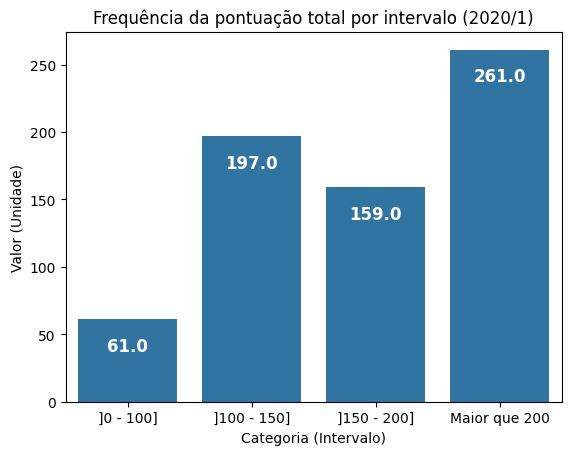 Frequência da pontuação total por intervalo (2020/1)
Valor (Unidade)
250
200
150
100
50
0
61.0
197.0
159.0
261.0
]0 - 100]
]100 - 150]
]150 - 200]
Maior que 200
Categoria (Intervalo)